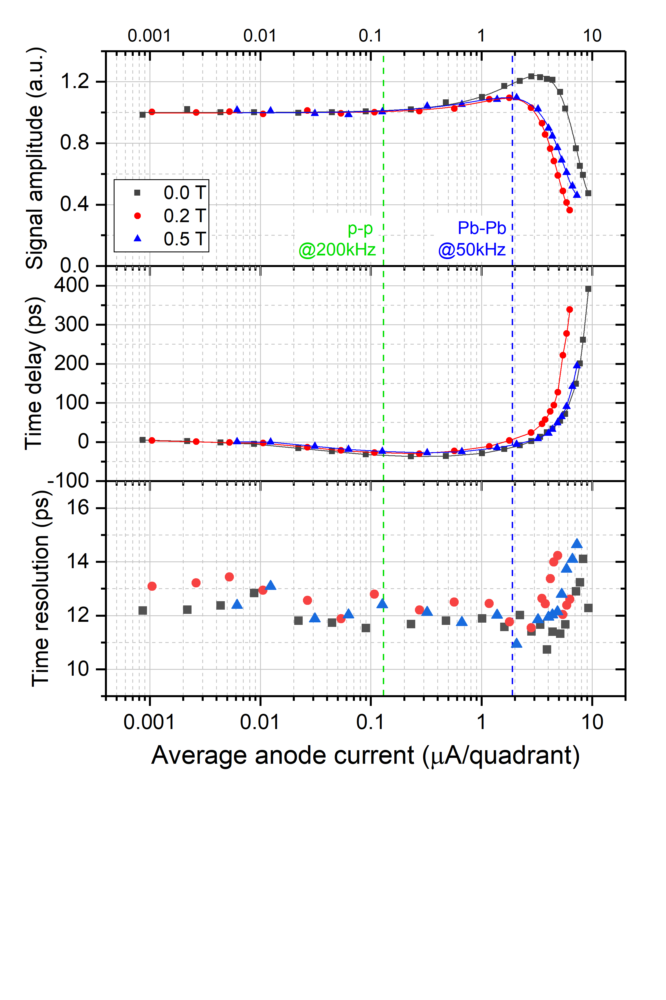 0.001 0.01 0.1 1 10
Signal amplitude (a.u.)
1.2
0.8
0.4
0.0
0.0 T
0.2 T
0.5 T
p-p
@200kHz
Pb-Pb
@50kHz
Time delay (ps)
400
300
200
100
0
-100
Time resolution (ps)
16
14
12
10
0.001 0.01 0.1 1 10
Average anode current (μA/quadrant)